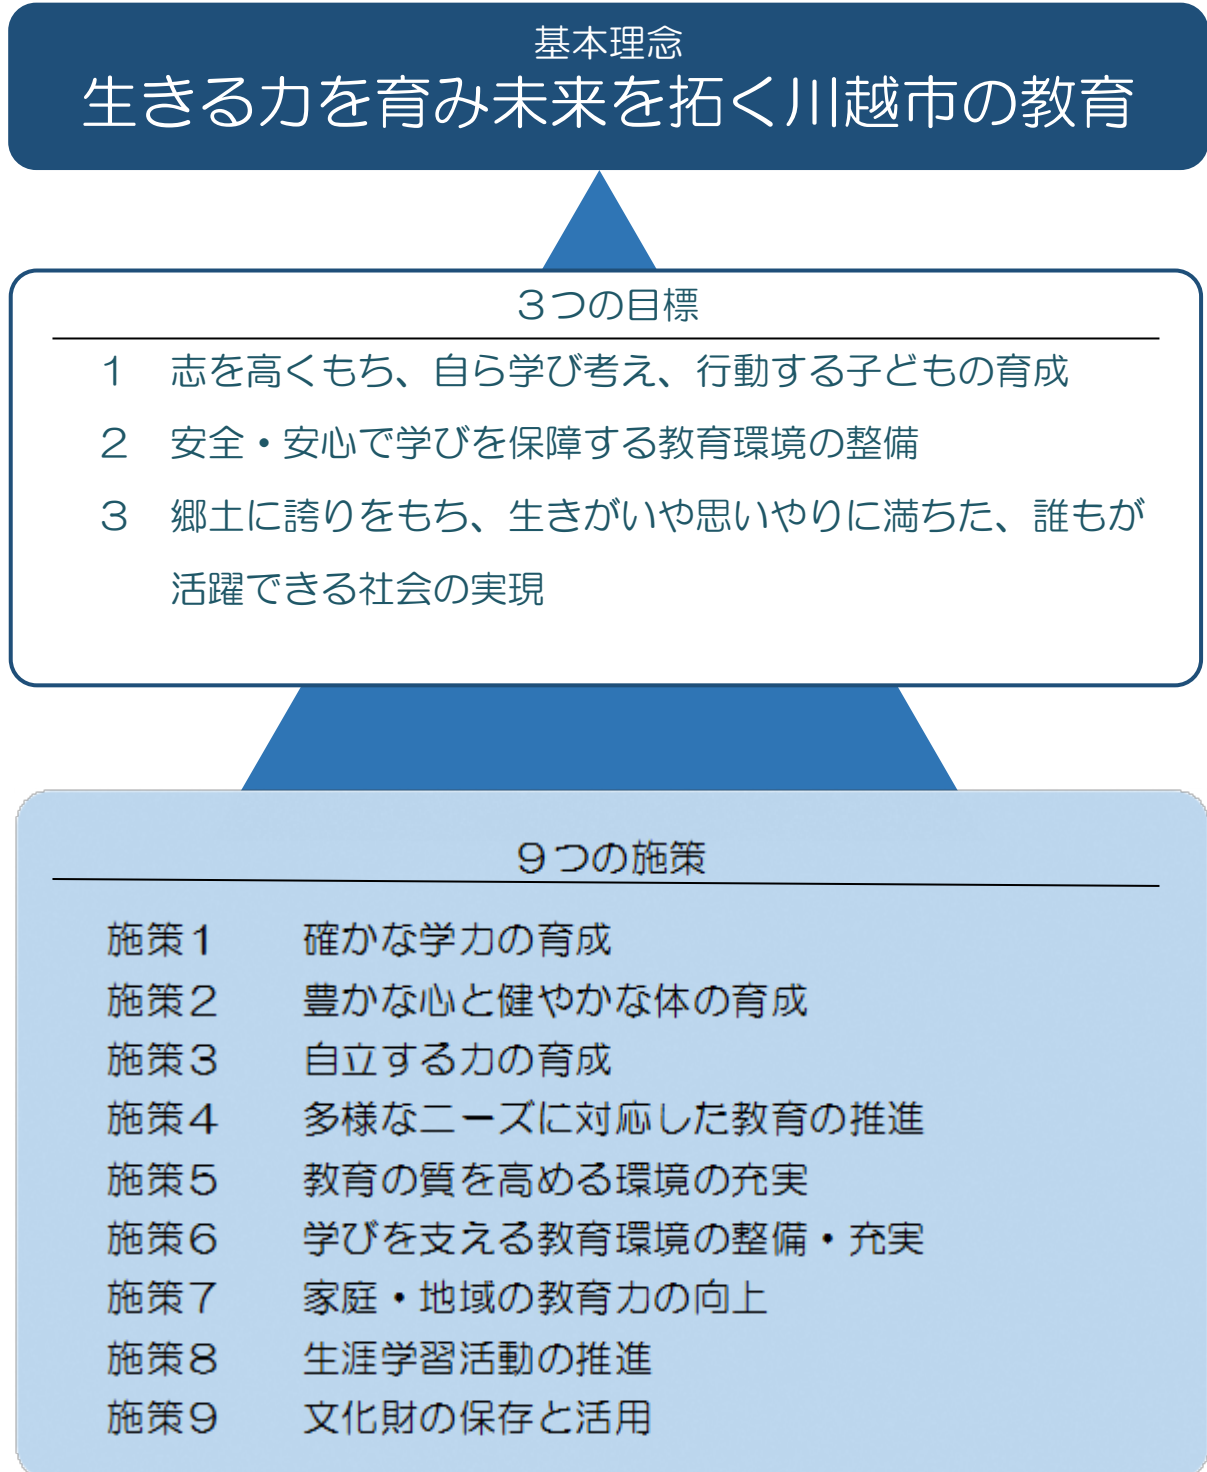 基本理念
生きる力を育み未来を拓く川越市の教育
３つの目標
１　志を高くもち、自ら学び考え、行動する子どもの育成
２　安全・安心で学びを保障する教育環境の整備
３　郷土に誇りをもち、生きがいや思いやりに満ちた、誰もが
活躍できる社会の実現
９つの施策
施策１　確かな学力の育成
施策２　豊かな心と健やかな体の育成
施策３　自立する力の育成
施策４　多様なニーズに対応した教育の推進
施策５　教育の質を高める環境の充実
施策６　学びを支える教育環境の整備・充実
施策７　家庭・地域の教育力の向上
施策８　生涯学習活動の推進
施策９　文化財の保存と活用